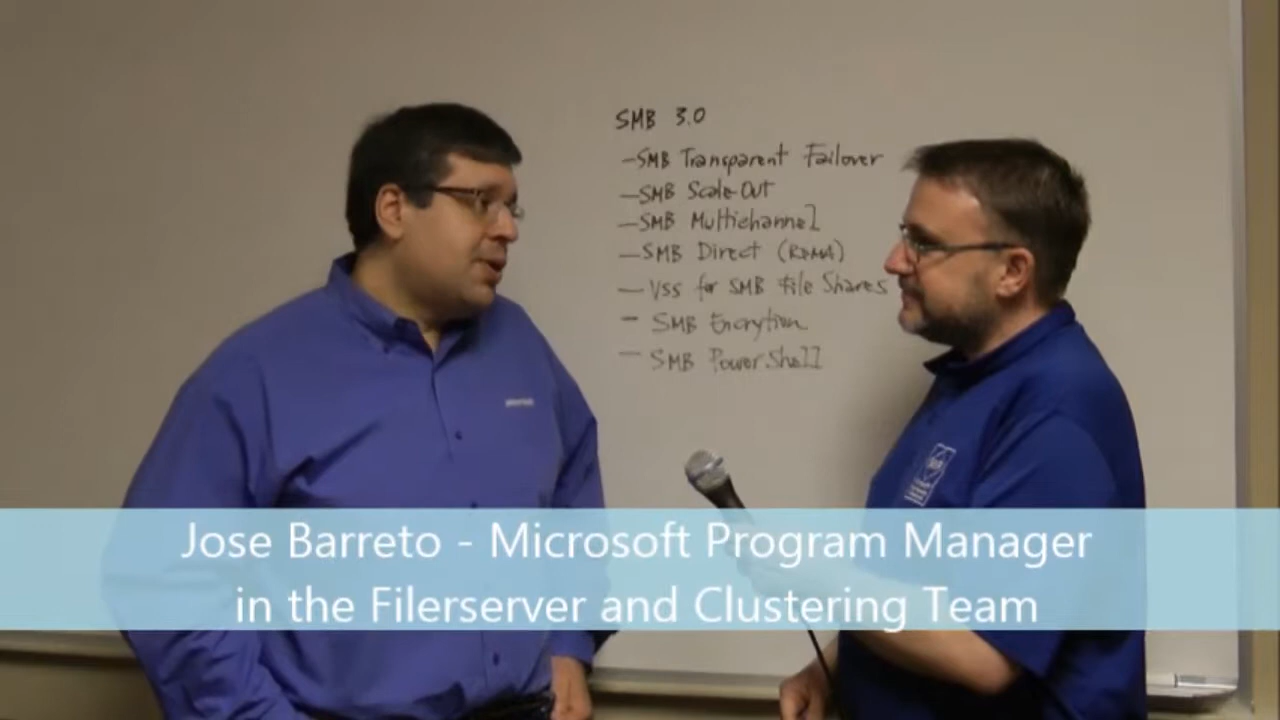 SMB 3.0
-SMB Transparent Failover
-SMB Scale-Out
-SMB Multichannel
-SMB Direct (RDMA)
- VSS for SMB File Shares
- SMB Encrytion
- SMB PowerShell
Jose Barreto - Microsoft Program Manager
in the Filerserver and Clustering Team